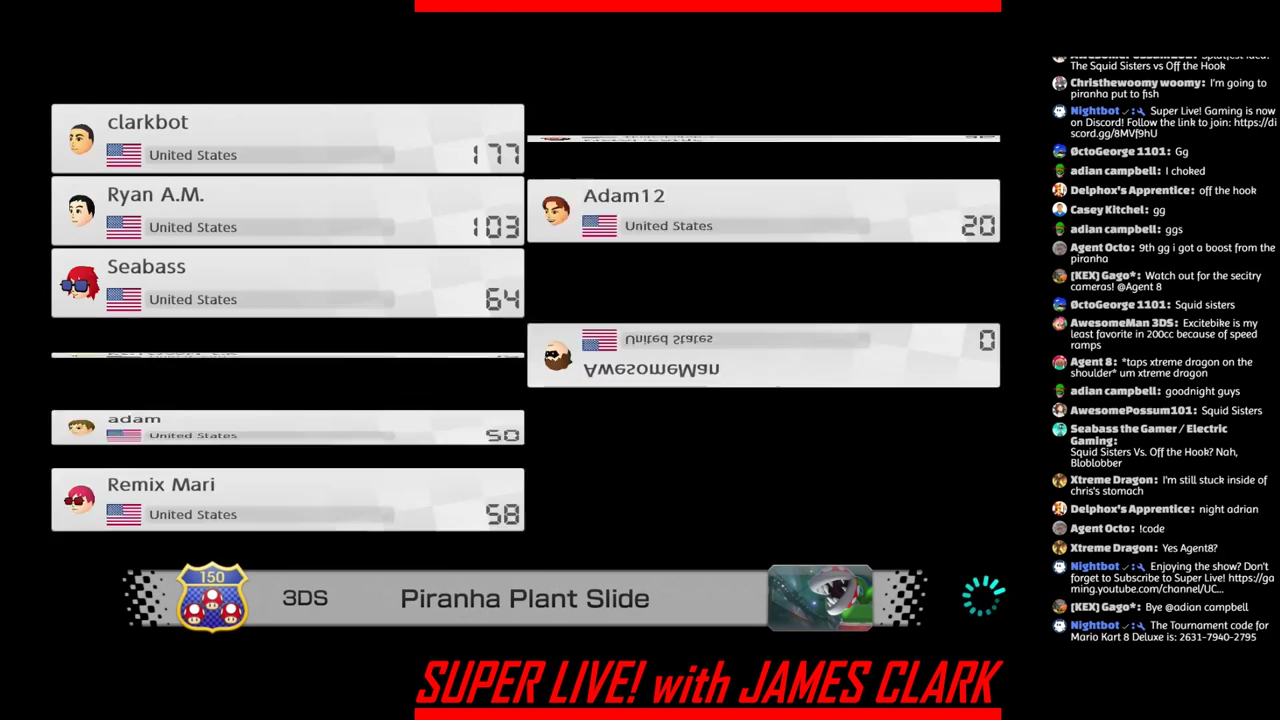 clarkbot
United States
177
Ryan A.M.
United States
103
Seabass
United States
64
adam
United States
50
Remix Mari
United States
58
Adam12
United States
20
United States
0
AwesomeMan
150
3DS
Piranha Plant Slide
SUPER LIVE! with JAMES CLARK
The Squid Sisters vs Off the Hook
Christhewoomy woomy: I'm going to
piranha put to fish
Nightbot: Super Live! Gaming is now
on Discord! Follow the link to join: https://di
scord.gg/8MVf9hU
ØctoGeorge 1101: Gg
adian campbell: I choked
Delphox's Apprentice: off the hook
Casey Kitchel: gg
adian campbell: ggs
Agent Octo: 9th gg i got a boost from the
piranha
[KEX] Gago*: Watch out for the secitry
cameras! @Agent 8
ØctoGeorge 1101: Squid sisters
AwesomeMan 3DS: Excitebike is my
least favorite in 200cc because of speed
ramps
Agent 8: *taps xtreme dragon on the
shoulder* um xtreme dragon
adian campbell: goodnight guys
AwesomePossum101: Squid Sisters
Seabass the Gamer / Electric
Gaming:
Squid Sisters Vs. Off the Hook? Nah,
Bloblobber
Xtreme Dragon: I'm still stuck inside of
chris's stomach
Delphox's Apprentice: night adrian
Agent Octo: !code
Xtreme Dragon: Yes Agent8?
Nightbot: Enjoying the show? Don't
forget to Subscribe to Super Live! https://ga
ming.youtube.com/channel/UC...
[KEX] Gago*: Bye @adian campbell
Nightbot: The Tournament code for
Mario Kart 8 Deluxe is: 2631-7940-2795